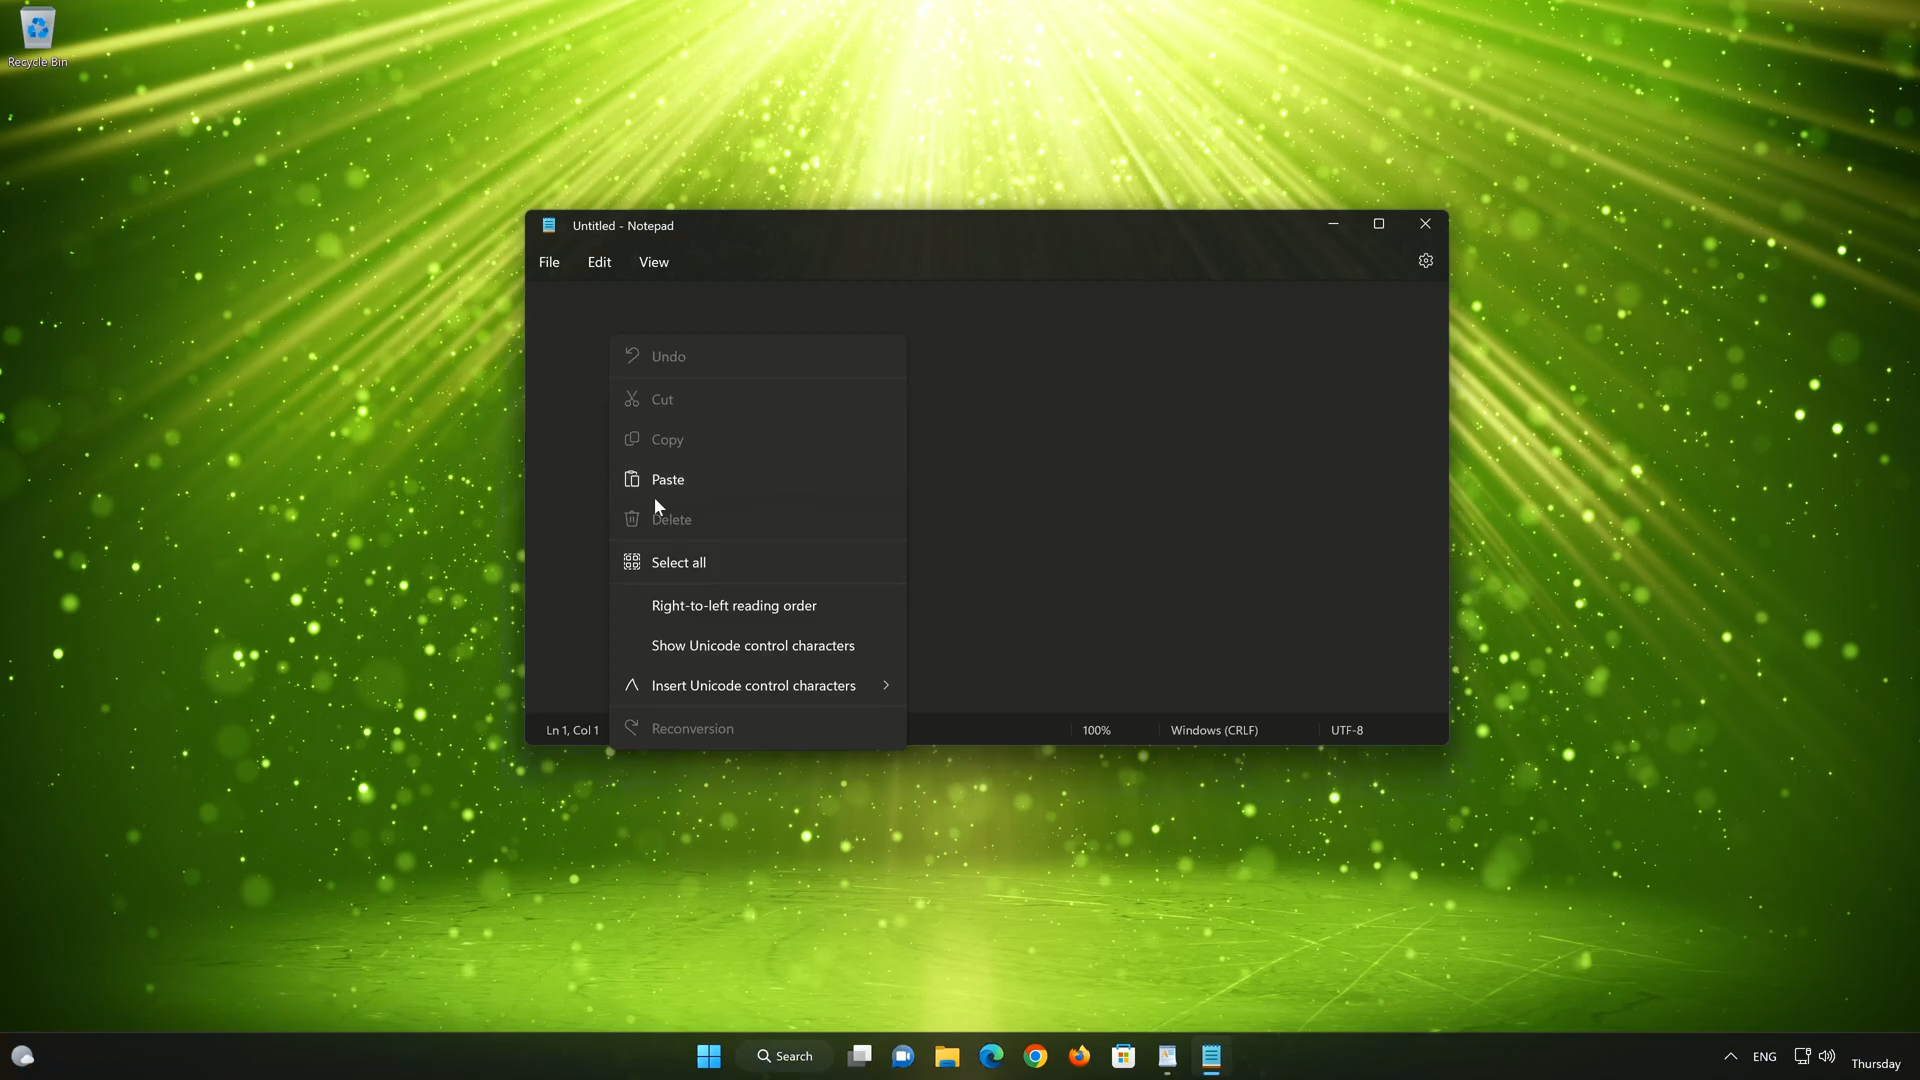 Recycle Bin
Untitled - Notepad
File Edit View
Undo
Cut
Copy
Paste
Delete
Select all
Right-to-left reading order
Show Unicode control characters
Insert Unicode control characters
Reconversion
Ln 1, Col 1 100% Windows (CRLF) UTF-8
Search ENG Thursday